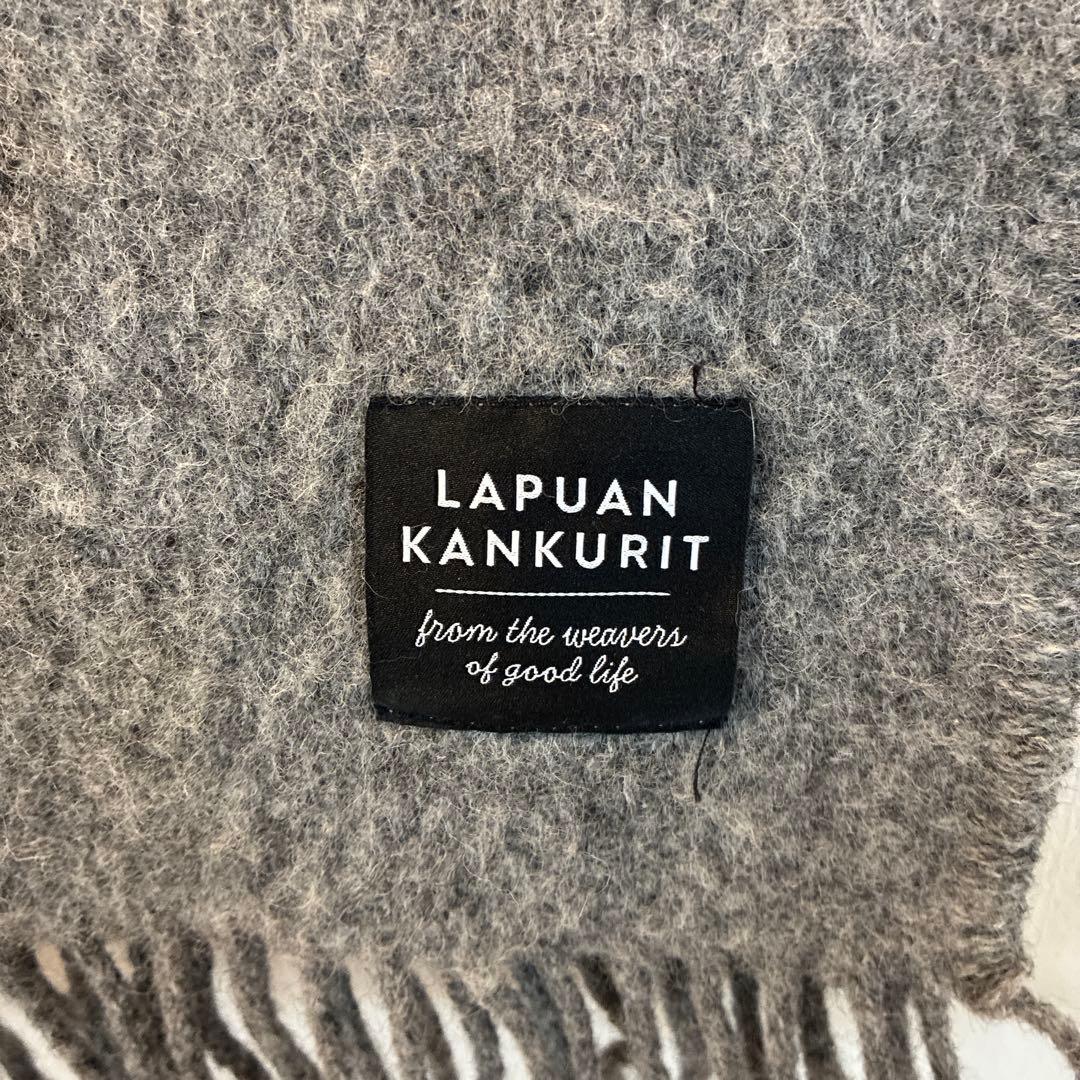 LAPUAN
KANKURIT
from the weavers
of good life